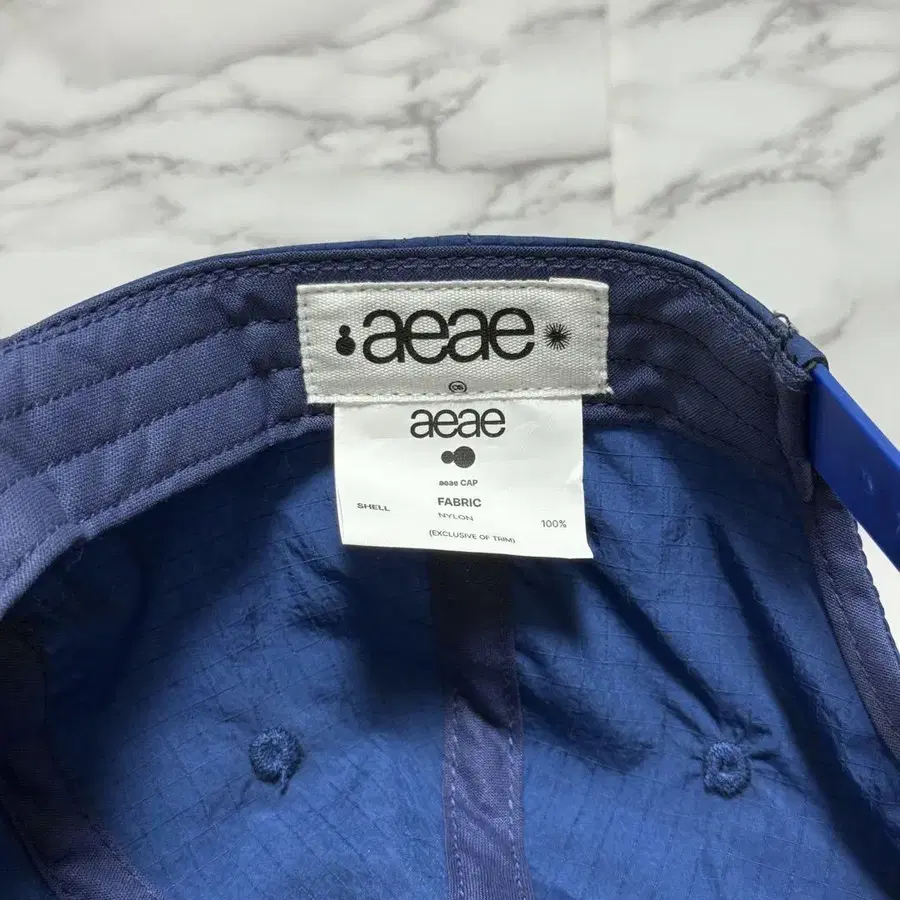 aeae
aeae
aeae CAP
SHELL FABRIC
NYLON 100%
(EXCLUSIVE OF TRIM)